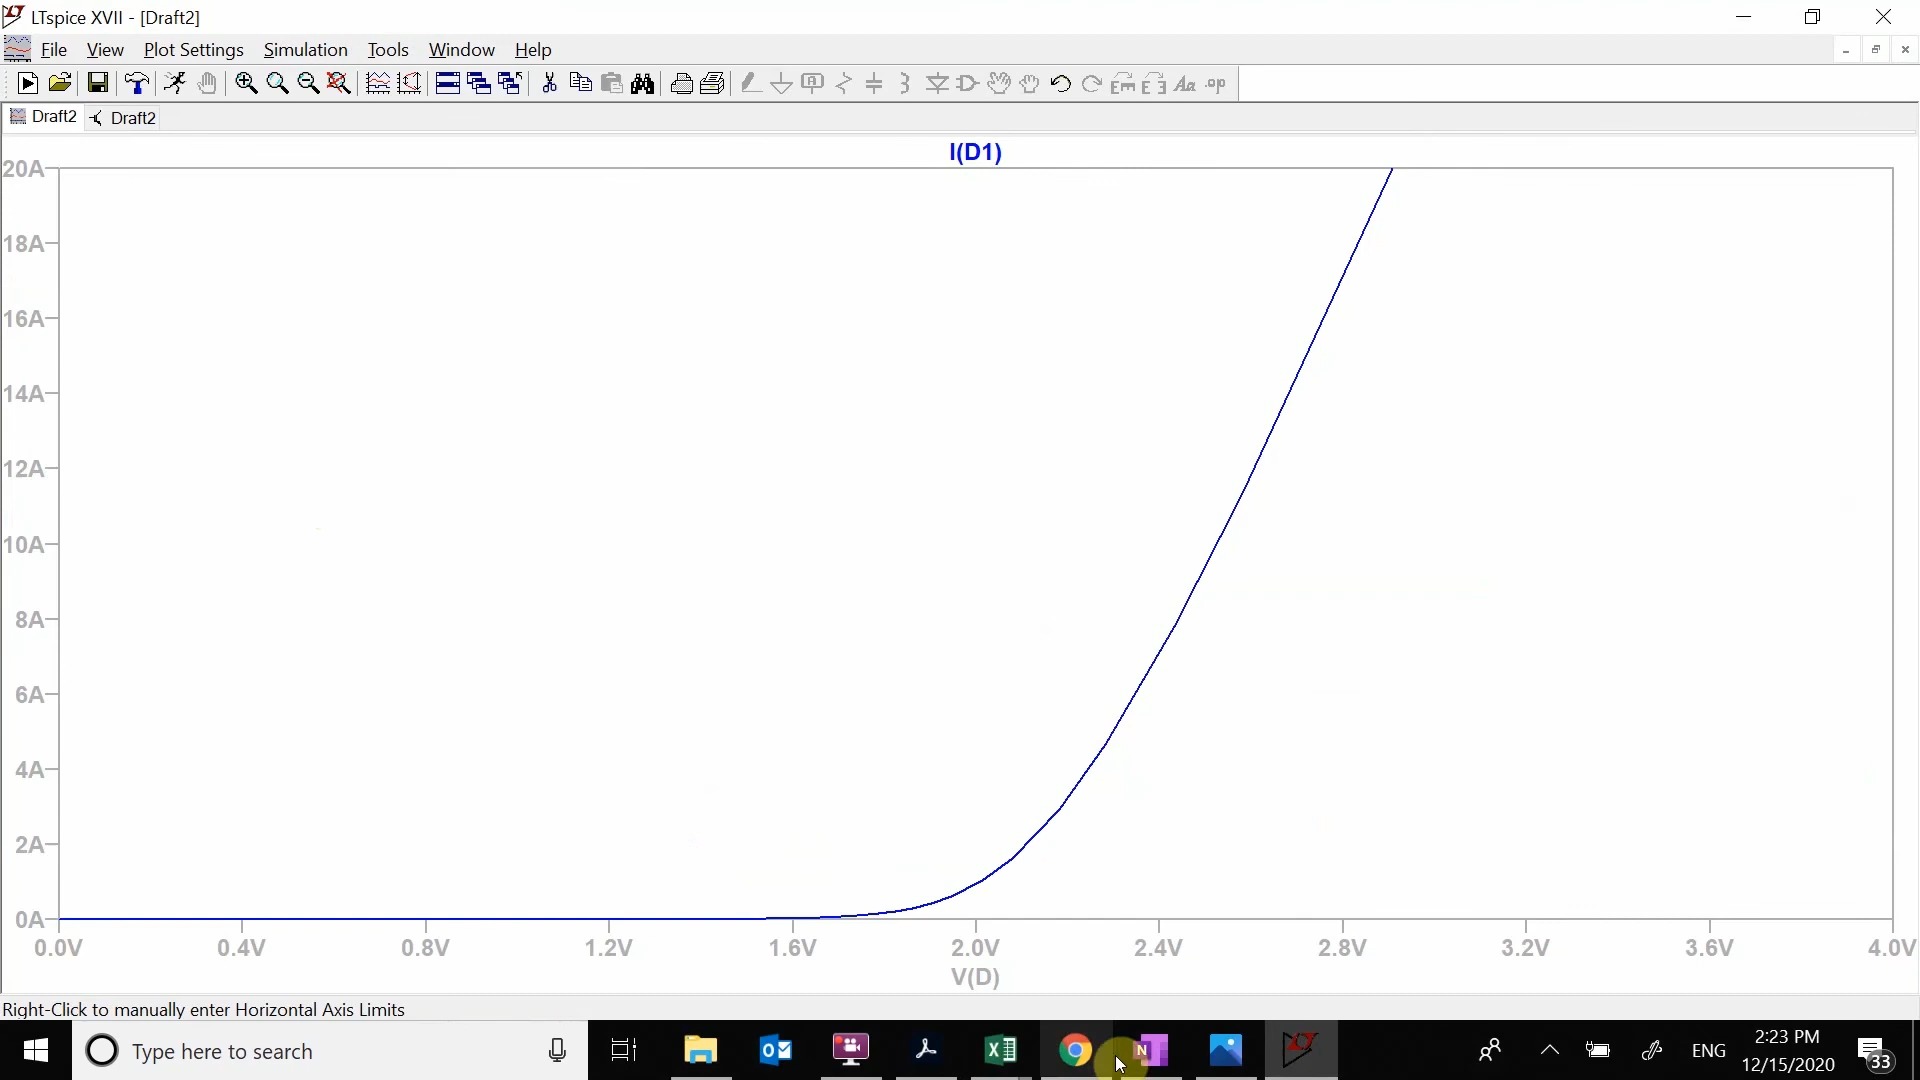 LTspice XVII - [Draft2]
File View Plot Settings Simulation Tools Window Help
Draft2 Draft2
I(D1)
20A
18A
16A
14A
12A
10A
8A
6A
4A
2A
0A
0.0V 0.4V 0.8V 1.2V 1.6V 2.0V 2.4V 2.8V 3.2V 3.6V 4.0V
V(D)
Right-Click to manually enter Horizontal Axis Limits
Type here to search
ENG
2:23 PM
12/15/2020
33